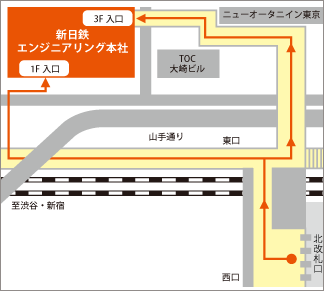 3F 入口
ニューオータニイン東京
新日鉄
エンジニアリング本社
1F 入口
TOC
大崎ビル
山手通り
東口
至渋谷・新宿
北改札口
西口